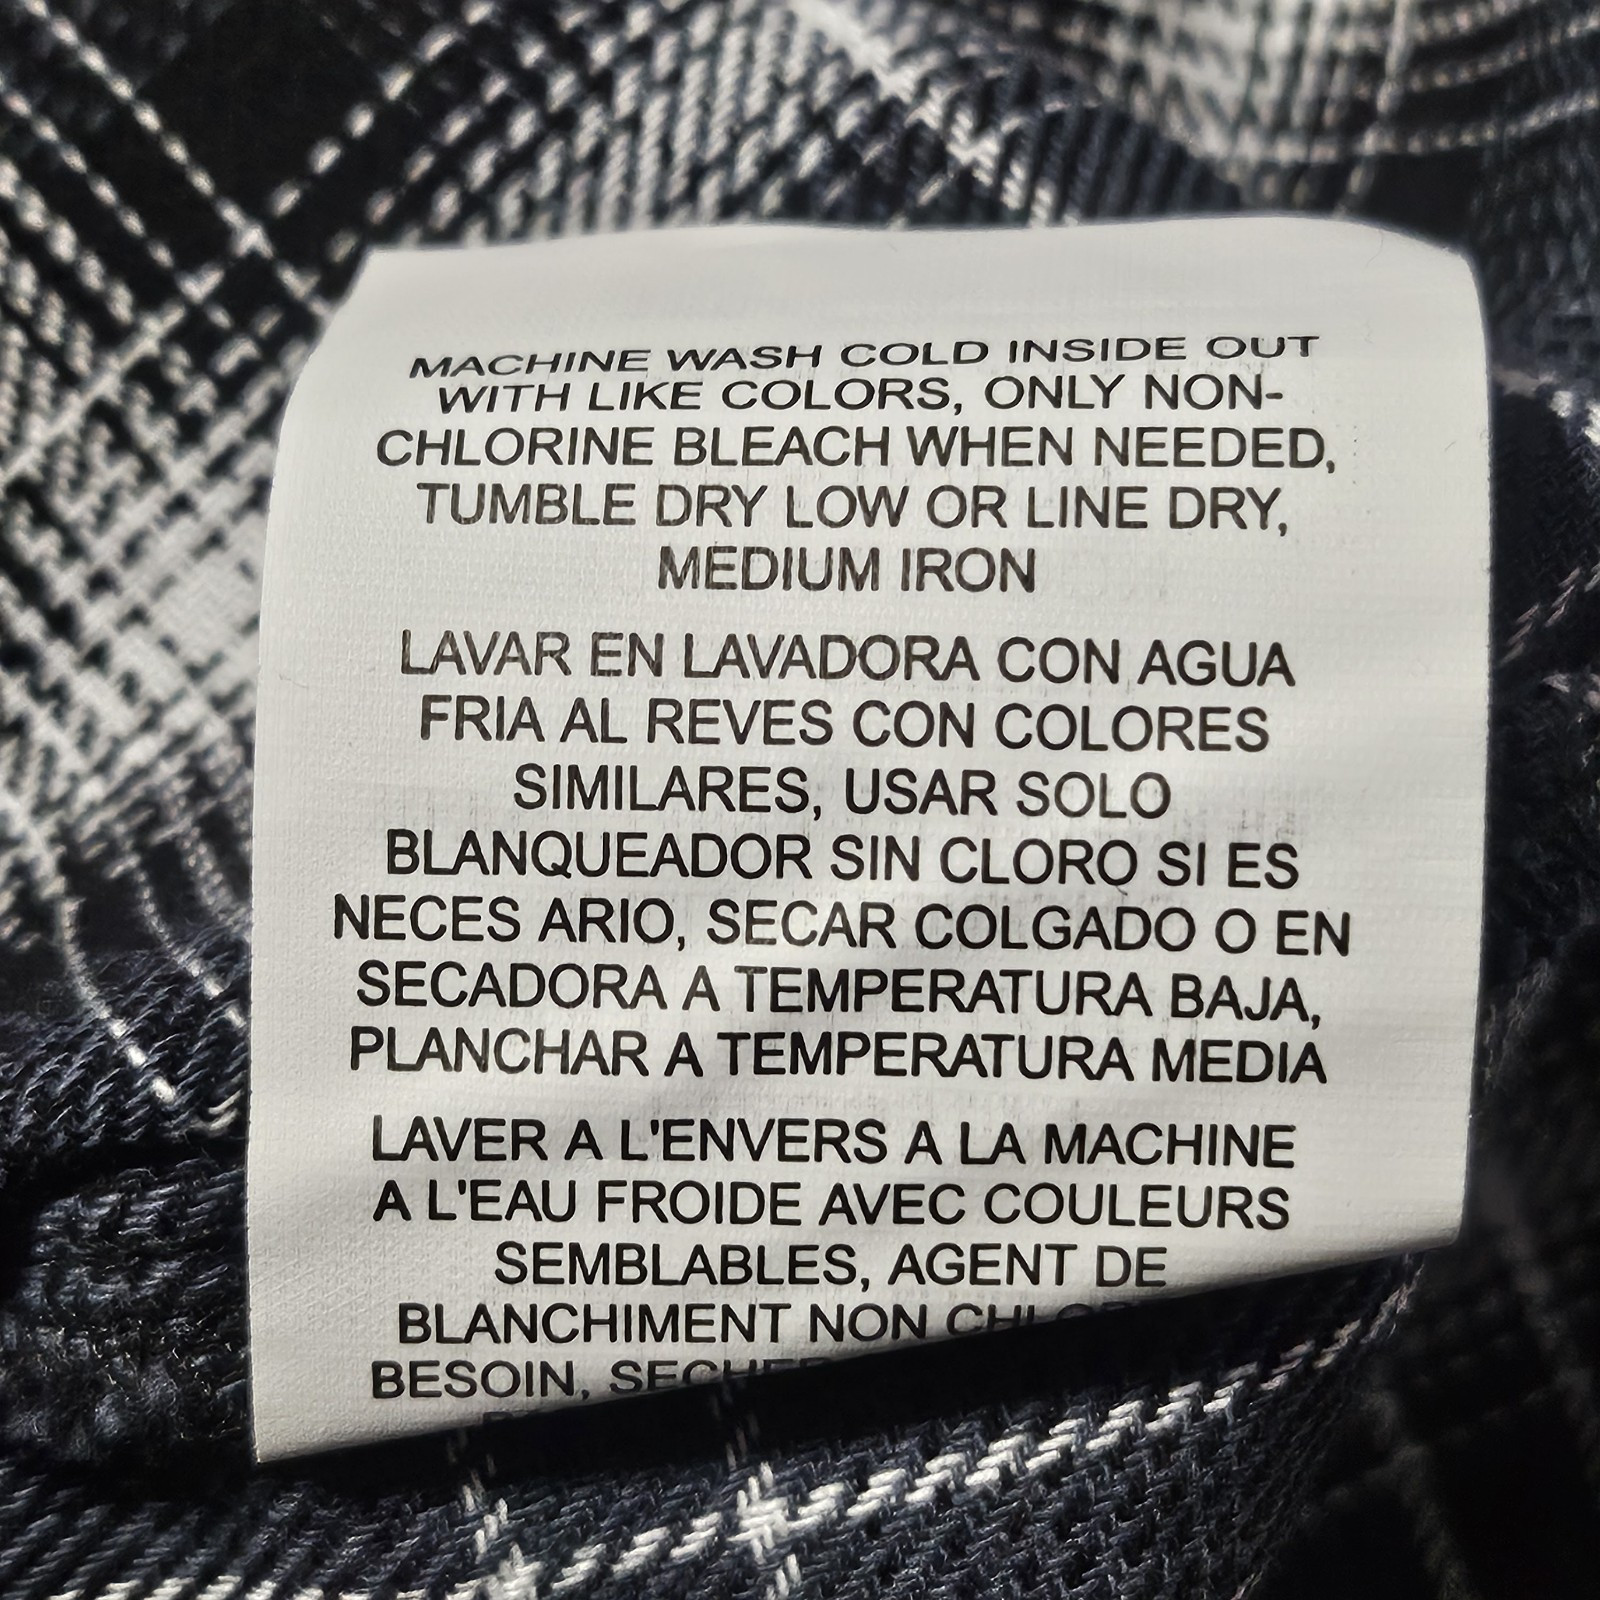 MACHINE WASH COLD INSIDE OUT
WITH LIKE COLORS, ONLY NON-
CHLORINE BLEACH WHEN NEEDED,
TUMBLE DRY LOW OR LINE DRY,
MEDIUM IRON
LAVAR EN LAVADORA CON AGUA
FRIA AL REVES CON COLORES
SIMILARES, USAR SOLO
BLANQUEADOR SIN CLORO SI ES
NECES ARIO, SECAR COLGADO O EN
SECADORA A TEMPERATURA BAJA,
PLANCHAR A TEMPERATURA MEDIA
LAVER A L'ENVERS A LA MACHINE
A L'EAU FROIDE AVEC COULEURS
SEMBLABLES, AGENT DE
BLANCHIMENT NON
BESOIN,